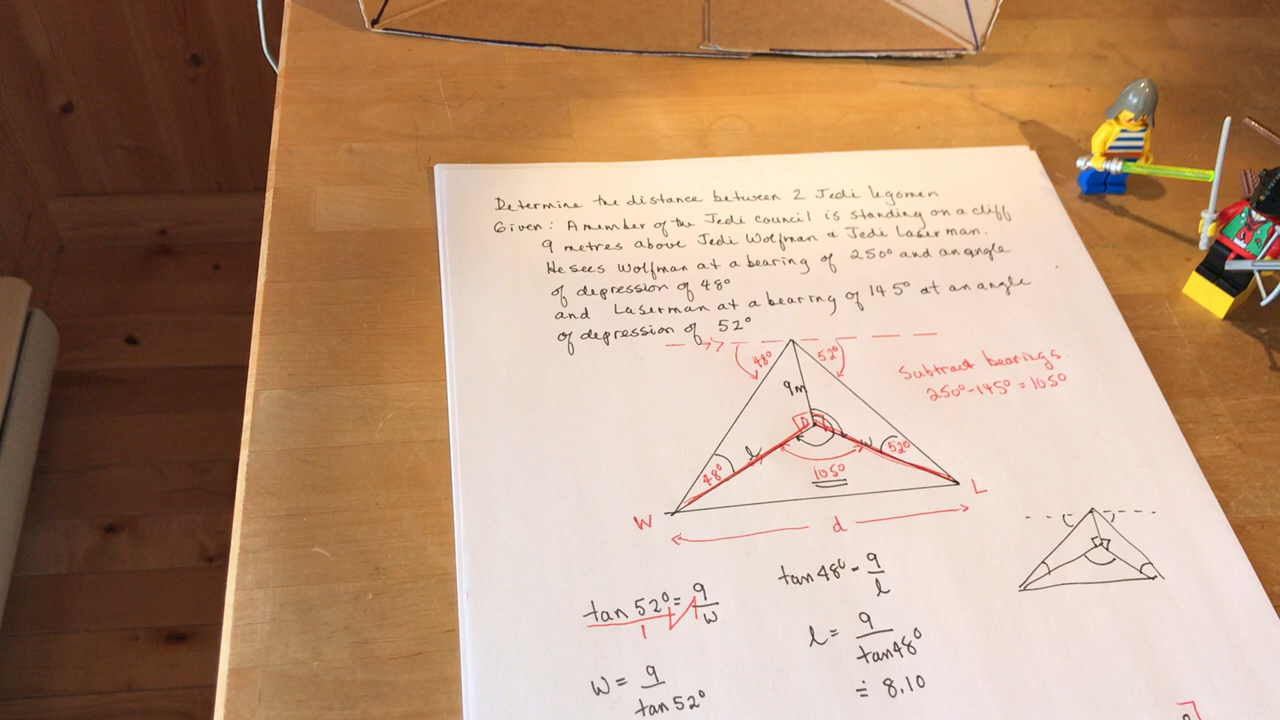 Determine the distance between 2 Jedi legomen
Given: A member of the Jedi council is standing on a cliff
9 metres above Jedi Wolfman & Jedi Laserman.
He sees Wolfman at a bearing of 250° and an angle
of depression of 48°
and Laserman at a bearing of 145° at an angle
of depression of 52°
48° 52°
Subtract bearings
250°-145° = 105°
9m
D
l w
48° 105° 52°
W L
d
tan 52° = 9/w
1
tan 48° = 9/l
w = 9/tan 52°
l = 9/tan 48°
≐ 8.10